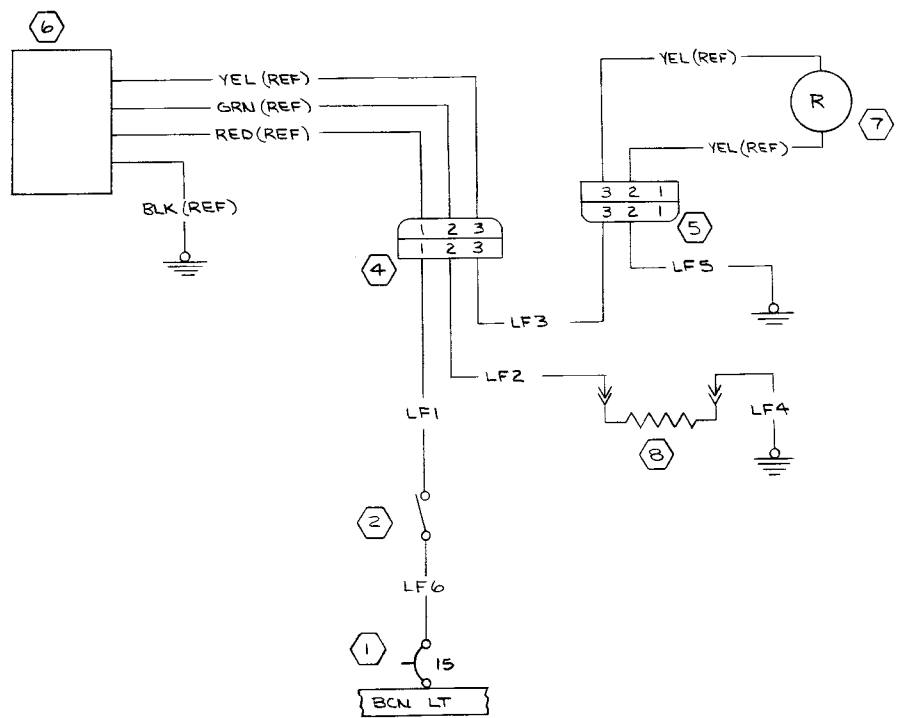 6
YEL (REF)
YEL (REF)
GRN (REF)
R
7
RED (REF)
YEL (REF)
3 2 1
BLK (REF)
3 2 1
5
1 2 3
1 2 3
4
LF5
LF3
LF2
LF1
LF4
8
2
LF6
1
15
BCN LT